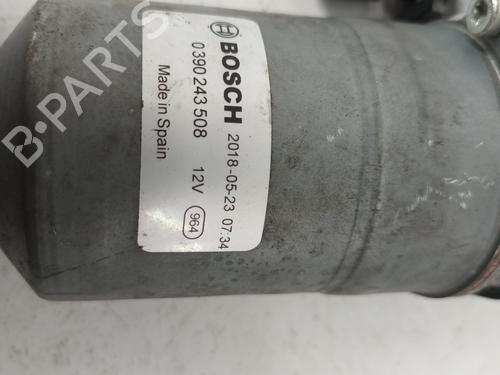 BOSCH
0 390 243 508
Made in Spain
2018-05-23 07:34
12V 964
B-PARTS